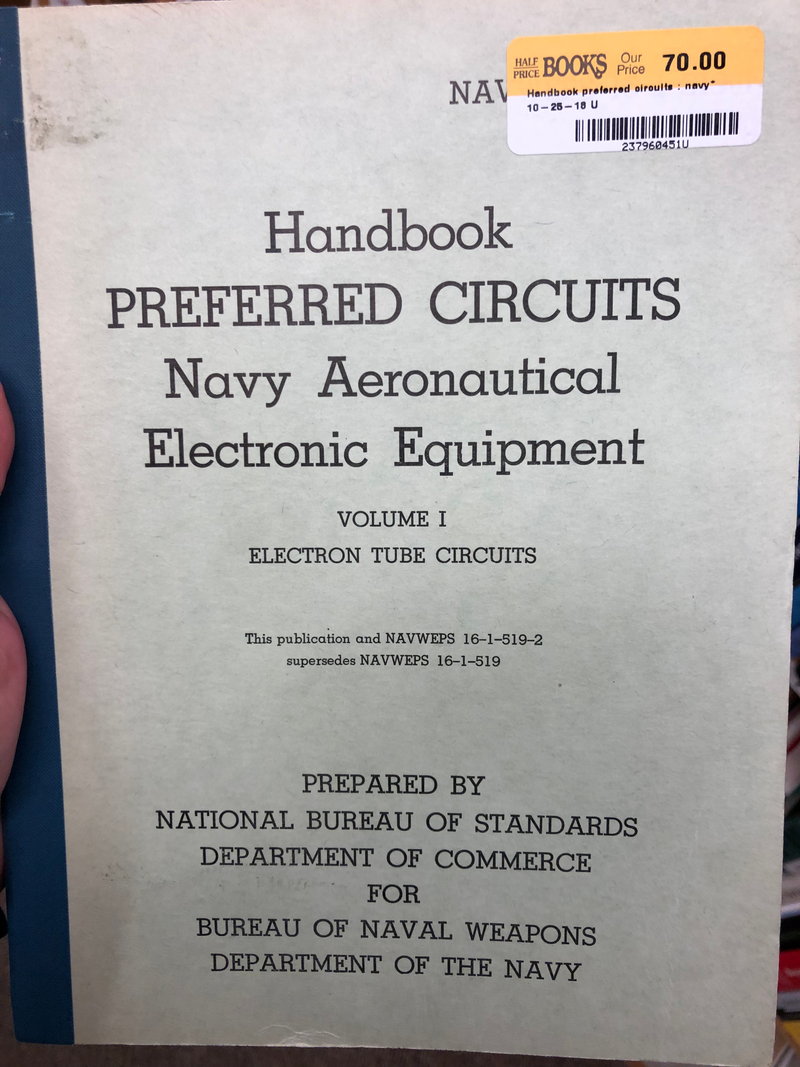 HALF PRICE BOOKS Our Price 70.00
Handbook preferred circuits : navy*
10-25-18 U
237960451U
NAV
Handbook
PREFERRED CIRCUITS
Navy Aeronautical
Electronic Equipment
VOLUME I
ELECTRON TUBE CIRCUITS
This publication and NAVWEPS 16-1-519-2
supersedes NAVWEPS 16-1-519
PREPARED BY
NATIONAL BUREAU OF STANDARDS
DEPARTMENT OF COMMERCE
FOR
BUREAU OF NAVAL WEAPONS
DEPARTMENT OF THE NAVY